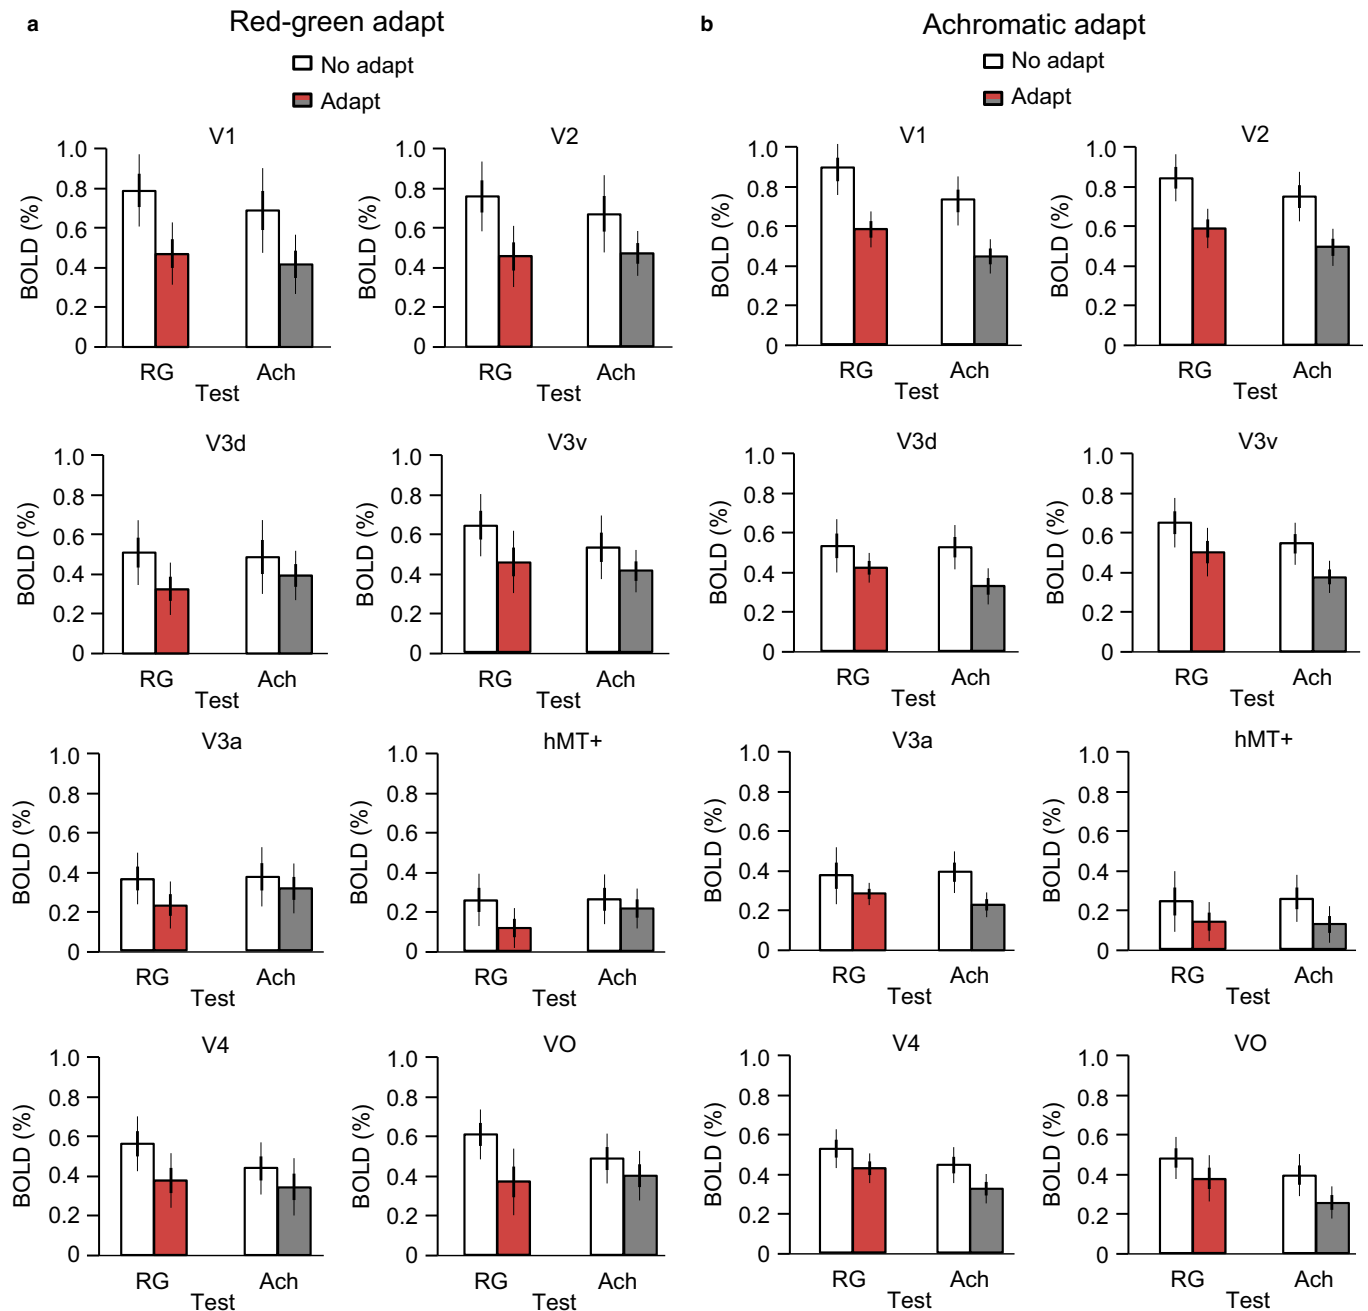 a Red-green adapt
No adapt
Adapt
V1
1.0
0.8
0.6
0.4
0.2
0
BOLD (%)
RG Ach
Test
V2
1.0
0.8
0.6
0.4
0.2
0
BOLD (%)
RG Ach
Test
V3d
1.0
0.8
0.6
0.4
0.2
0
BOLD (%)
RG Ach
Test
V3v
1.0
0.8
0.6
0.4
0.2
0
BOLD (%)
RG Ach
Test
V3a
1.0
0.8
0.6
0.4
0.2
0
BOLD (%)
RG Ach
Test
hMT+
1.0
0.8
0.6
0.4
0.2
0
BOLD (%)
RG Ach
Test
V4
1.0
0.8
0.6
0.4
0.2
0
BOLD (%)
RG Ach
Test
VO
1.0
0.8
0.6
0.4
0.2
0
BOLD (%)
RG Ach
Test
b Achromatic adapt
No adapt
Adapt
V1
1.0
0.8
0.6
0.4
0.2
0
BOLD (%)
RG Ach
Test
V2
1.0
0.8
0.6
0.4
0.2
0
BOLD (%)
RG Ach
Test
V3d
1.0
0.8
0.6
0.4
0.2
0
BOLD (%)
RG Ach
Test
V3v
1.0
0.8
0.6
0.4
0.2
0
BOLD (%)
RG Ach
Test
V3a
1.0
0.8
0.6
0.4
0.2
0
BOLD (%)
RG Ach
Test
hMT+
1.0
0.8
0.6
0.4
0.2
0
BOLD (%)
RG Ach
Test
V4
1.0
0.8
0.6
0.4
0.2
0
BOLD (%)
RG Ach
Test
VO
1.0
0.8
0.6
0.4
0.2
0
BOLD (%)
RG Ach
Test